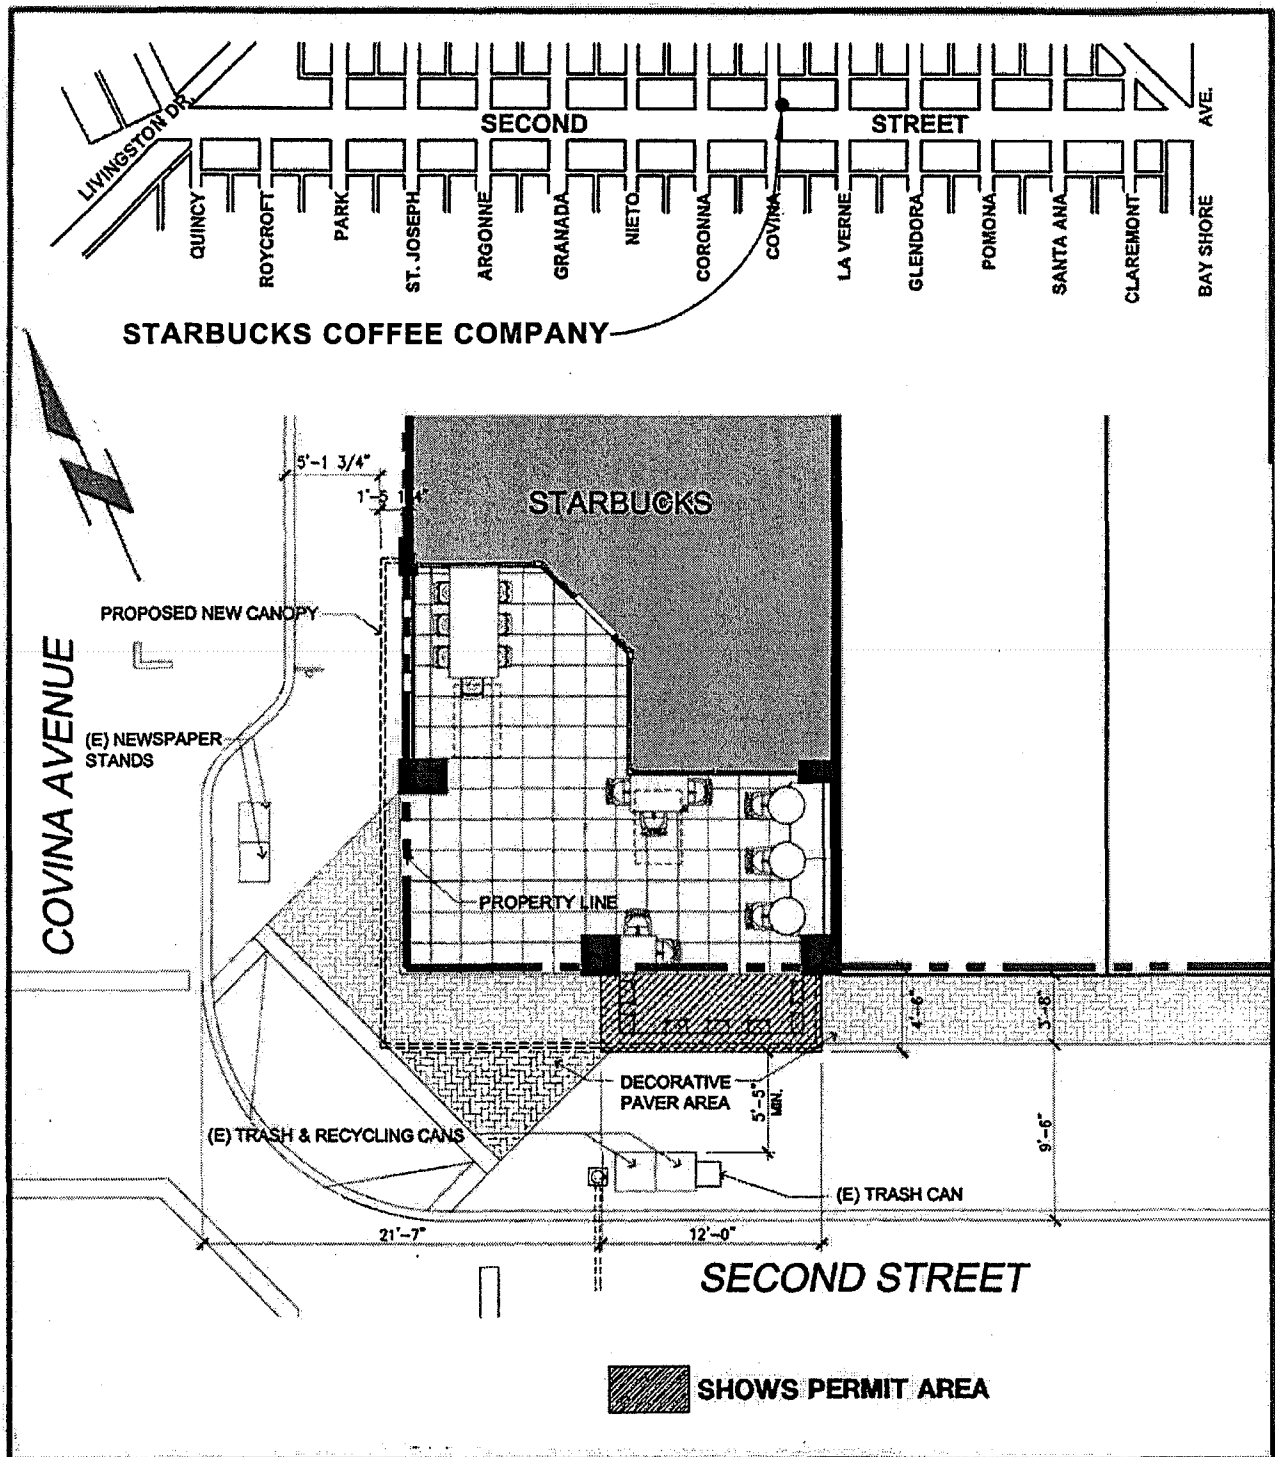 LIVINGSTON DR.
SECOND
STREET
AVE.
QUINCY
ROYCROFT
PARK
ST. JOSEPH
ARGONNE
GRANADA
NIETO
CORONNA
COVINA
LA VERNE
GLENDORA
POMONA
SANTA ANA
CLAREMONT
BAY SHORE
STARBUCKS COFFEE COMPANY
5'-1 3/4"
STARBUCKS
PROPOSED NEW CANOPY
COVINA AVENUE
(E) NEWSPAPER
STANDS
PROPERTY LINE
4'-6"
3'-8"
DECORATIVE
PAVER AREA
5'-5"
MIN.
(E) TRASH & RECYCLING CANS
9'-6"
(E) TRASH CAN
21'-7"
12'-0"
SECOND STREET
SHOWS PERMIT AREA